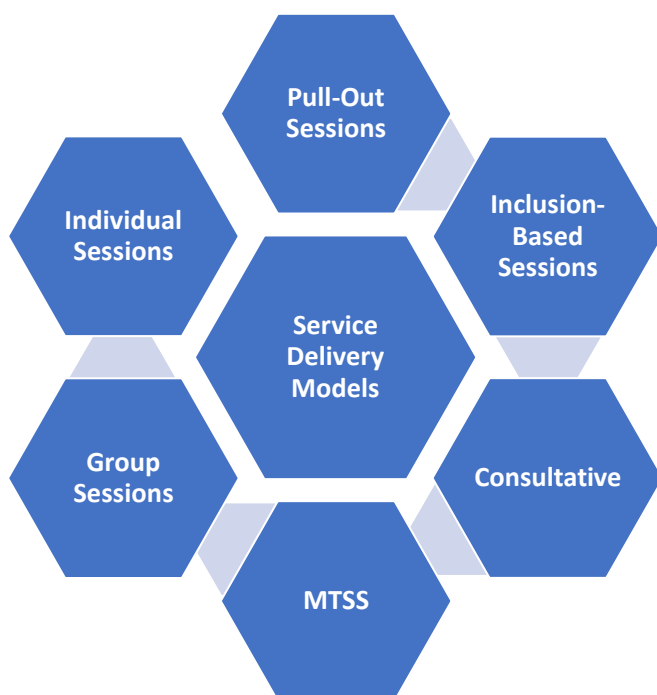 Pull-Out
Sessions
Inclusion-
Based
Sessions
Individual
Sessions
Service
Delivery
Models
Group
Sessions
Consultative
MTSS